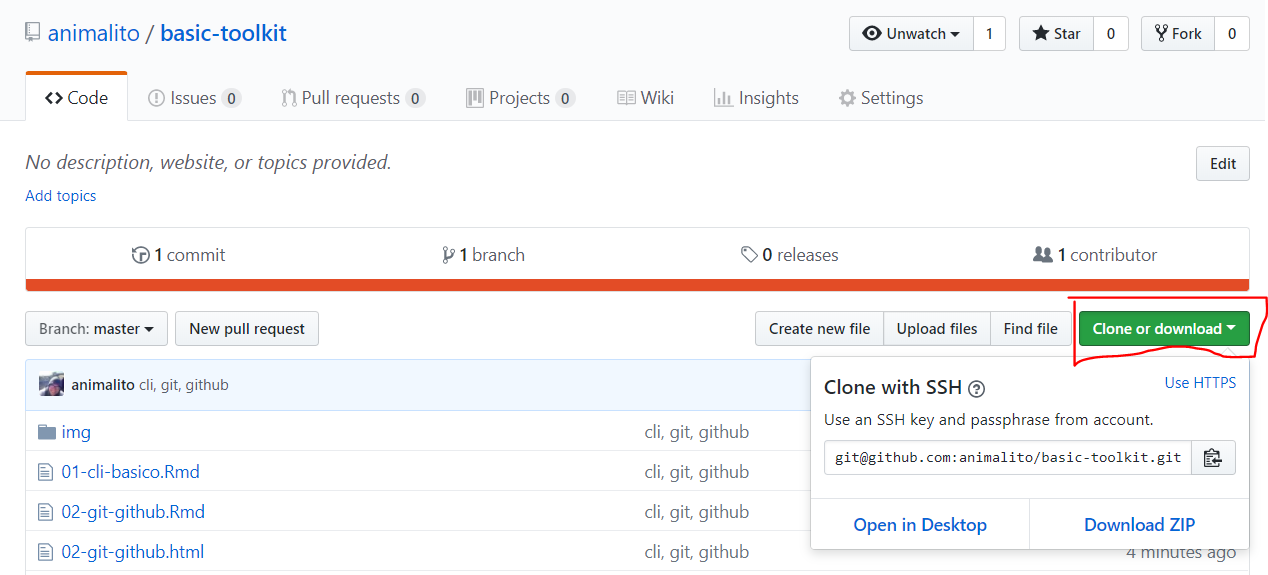 animalito / basic-toolkit
Unwatch 1 Star 0 Fork 0
Code Issues 0 Pull requests 0 Projects 0 Wiki Insights Settings
No description, website, or topics provided.
Edit
Add topics
1 commit 1 branch 0 releases 1 contributor
Branch: master New pull request Create new file Upload files Find file Clone or download
animalito cli, git, github
Clone with SSH ? Use HTTPS
Use an SSH key and passphrase from account.
git@github.com:animalito/basic-toolkit.git
Open in Desktop Download ZIP
img cli, git, github
01-cli-basico.Rmd cli, git, github
02-git-github.Rmd cli, git, github
02-git-github.html cli, git, github 4 minutes ago